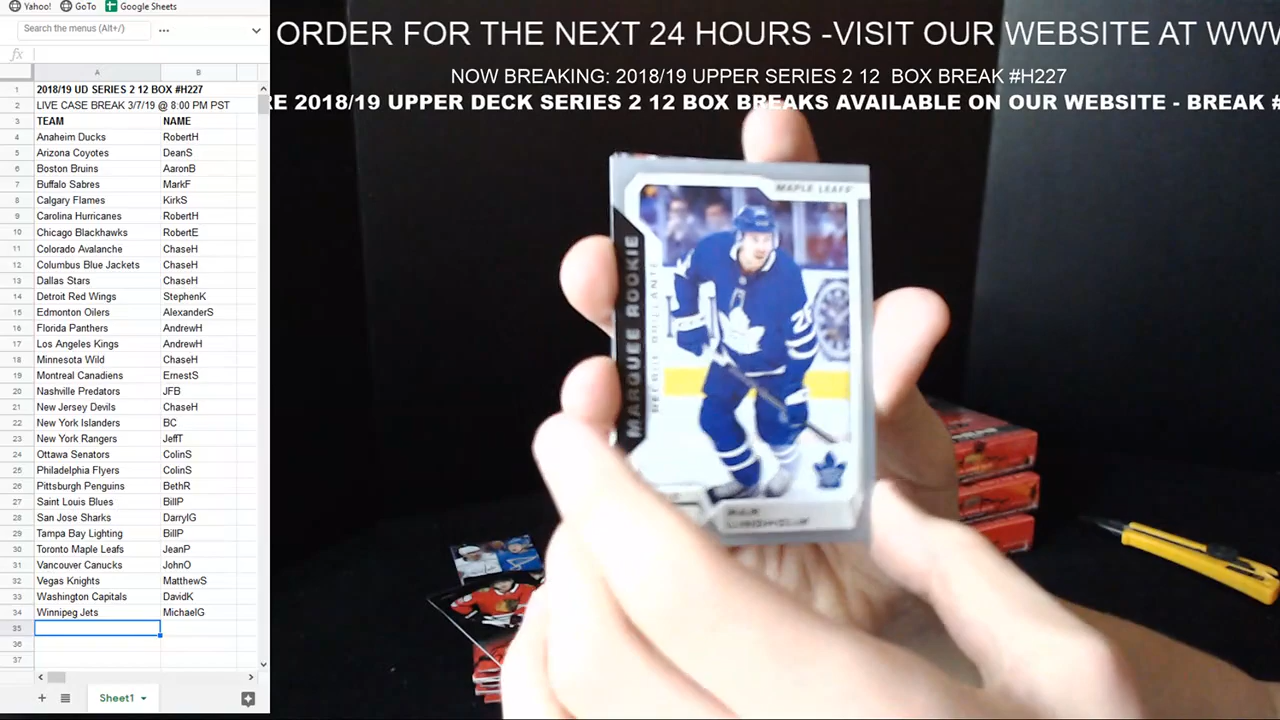 Yahoo! GoTo Google Sheets
Search the menus (Alt+/)
fx
A B
1 2018/19 UD SERIES 2 12 BOX #H227
2 LIVE CASE BREAK 3/7/19 @ 8:00 PM PST
3 TEAM NAME
4 Anaheim Ducks RobertH
5 Arizona Coyotes DeanS
6 Boston Bruins AaronB
7 Buffalo Sabres MarkF
8 Calgary Flames KirkS
9 Carolina Hurricanes RobertH
10 Chicago Blackhawks RobertE
11 Colorado Avalanche ChaseH
12 Columbus Blue Jackets ChaseH
13 Dallas Stars ChaseH
14 Detroit Red Wings StephenK
15 Edmonton Oilers AlexanderS
16 Florida Panthers AndrewH
17 Los Angeles Kings AndrewH
18 Minnesota Wild ChaseH
19 Montreal Canadiens ErnestS
20 Nashville Predators JFB
21 New Jersey Devils ChaseH
22 New York Islanders BC
23 New York Rangers JeffT
24 Ottawa Senators ColinS
25 Philadelphia Flyers ColinS
26 Pittsburgh Penguins BethR
27 Saint Louis Blues BillP
28 San Jose Sharks DarrylG
29 Tampa Bay Lighting BillP
30 Toronto Maple Leafs JeanP
31 Vancouver Canucks JohnO
32 Vegas Knights MatthewS
33 Washington Capitals DavidK
34 Winnipeg Jets MichaelG
35
36
37
Sheet1
ORDER FOR THE NEXT 24 HOURS -VISIT OUR WEBSITE AT WWW
NOW BREAKING: 2018/19 UPPER SERIES 2 12 BOX BREAK #H227
RE 2018/19 UPPER DECK SERIES 2 12 BOX BREAKS AVAILABLE ON OUR WEBSITE - BREAK #
MAPLE LEAFS
MARQUEE ROOKIE